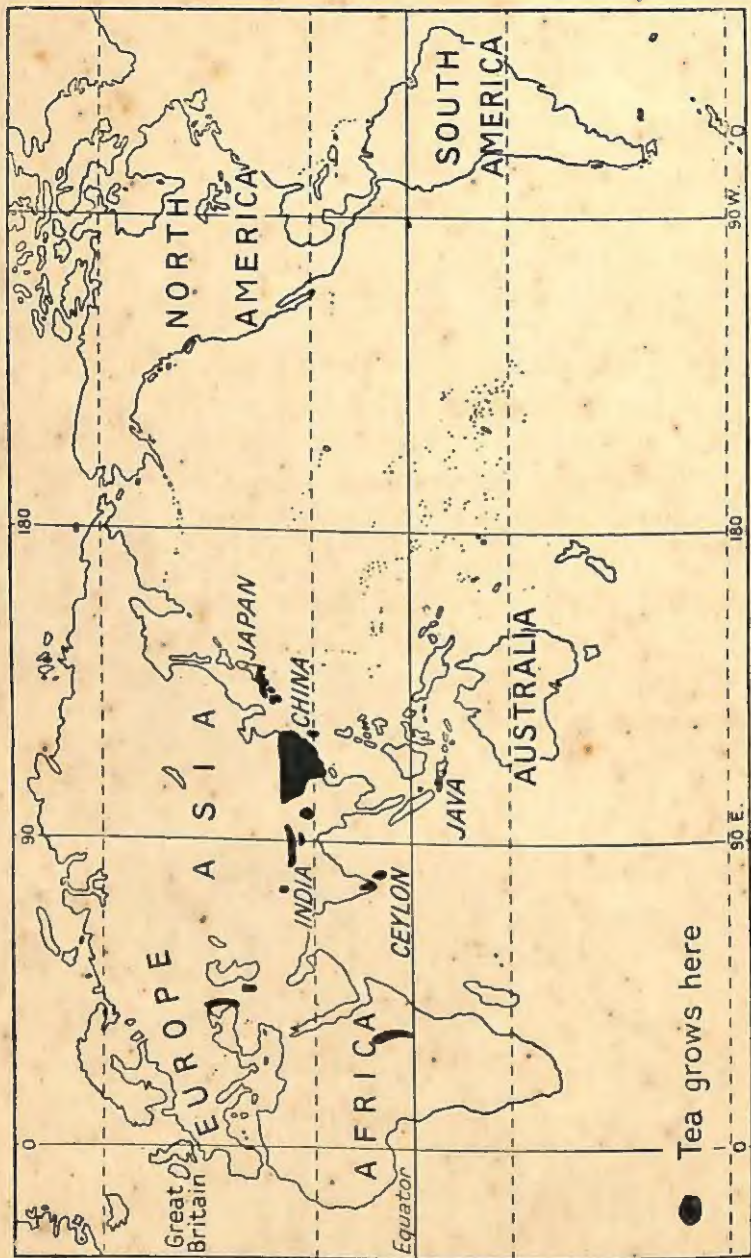 0
90
180
Great
Britain
EUROPE
ASIA
NORTH
AMERICA
JAPAN
CHINA
INDIA
CEYLON
AFRICA
JAVA
Equator
AUSTRALIA
SOUTH
AMERICA
Tea grows here
0
90 E.
180
90 W.